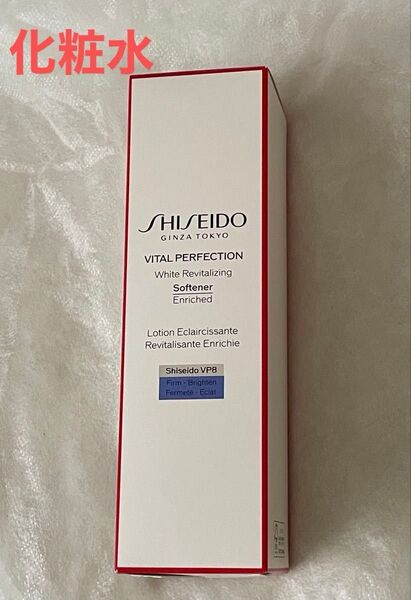 化粧水
SHISEIDO
GINZA TOKYO
VITAL PERFECTION
White Revitalizing
Softener
Enriched
Lotion Eclaircissante
Revitalisante Enrichie
Shiseido VP8
Firm - Brighten
Fermeté - Eclat